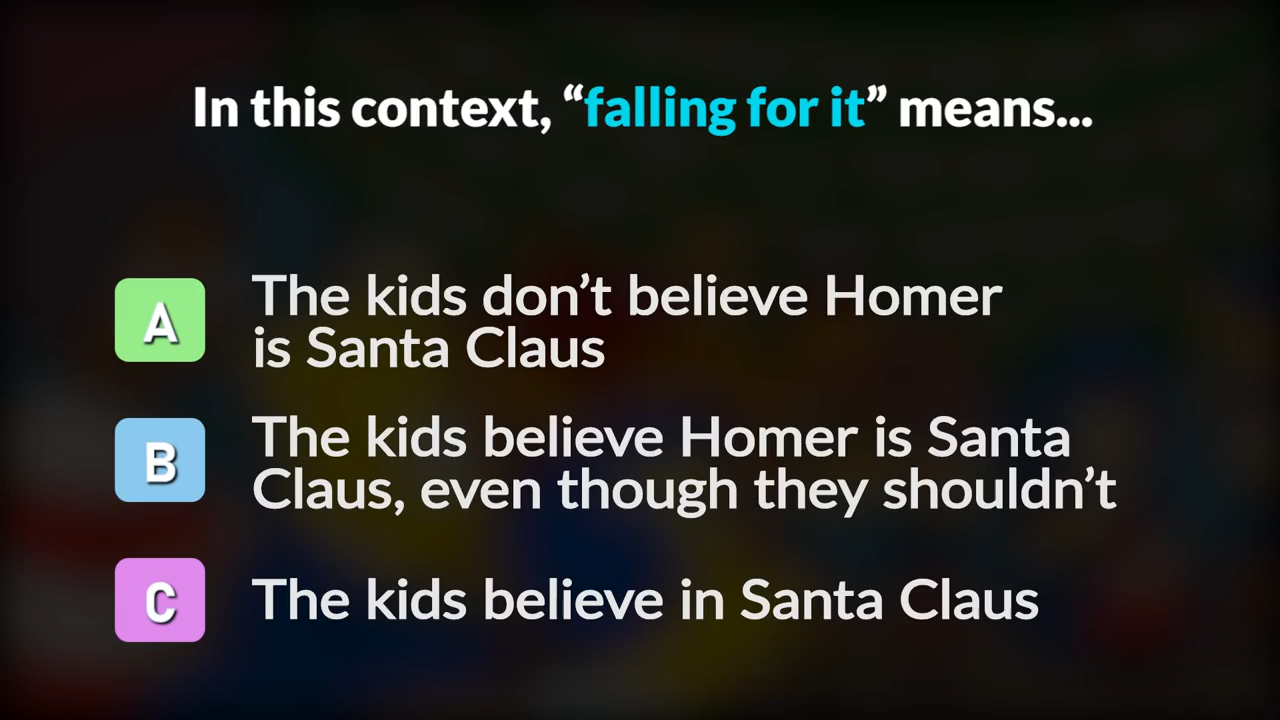 In this context, “falling for it” means...
A
The kids don’t believe Homer
is Santa Claus
B
The kids believe Homer is Santa
Claus, even though they shouldn’t
C
The kids believe in Santa Claus